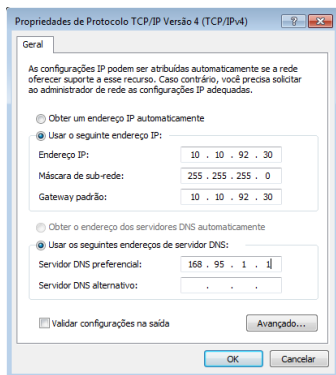 Propriedades de Protocolo TCP/IP Versão 4 (TCP/IPv4)
Geral
As configurações IP podem ser atribuídas automaticamente se a rede
oferecer suporte a esse recurso. Caso contrário, você precisa solicitar
ao administrador de rede as configurações IP adequadas.
Obter um endereço IP automaticamente
Usar o seguinte endereço IP:
Endereço IP: 10 . 10 . 92 . 30
Máscara de sub-rede: 255 . 255 . 255 . 0
Gateway padrão: 10 . 10 . 92 . 30
Obter o endereço dos servidores DNS automaticamente
Usar os seguintes endereços de servidor DNS:
Servidor DNS preferencial: 168 . 95 . 1 . 1
Servidor DNS alternativo: . . .
Validar configurações na saída
Avançado...
OK Cancelar